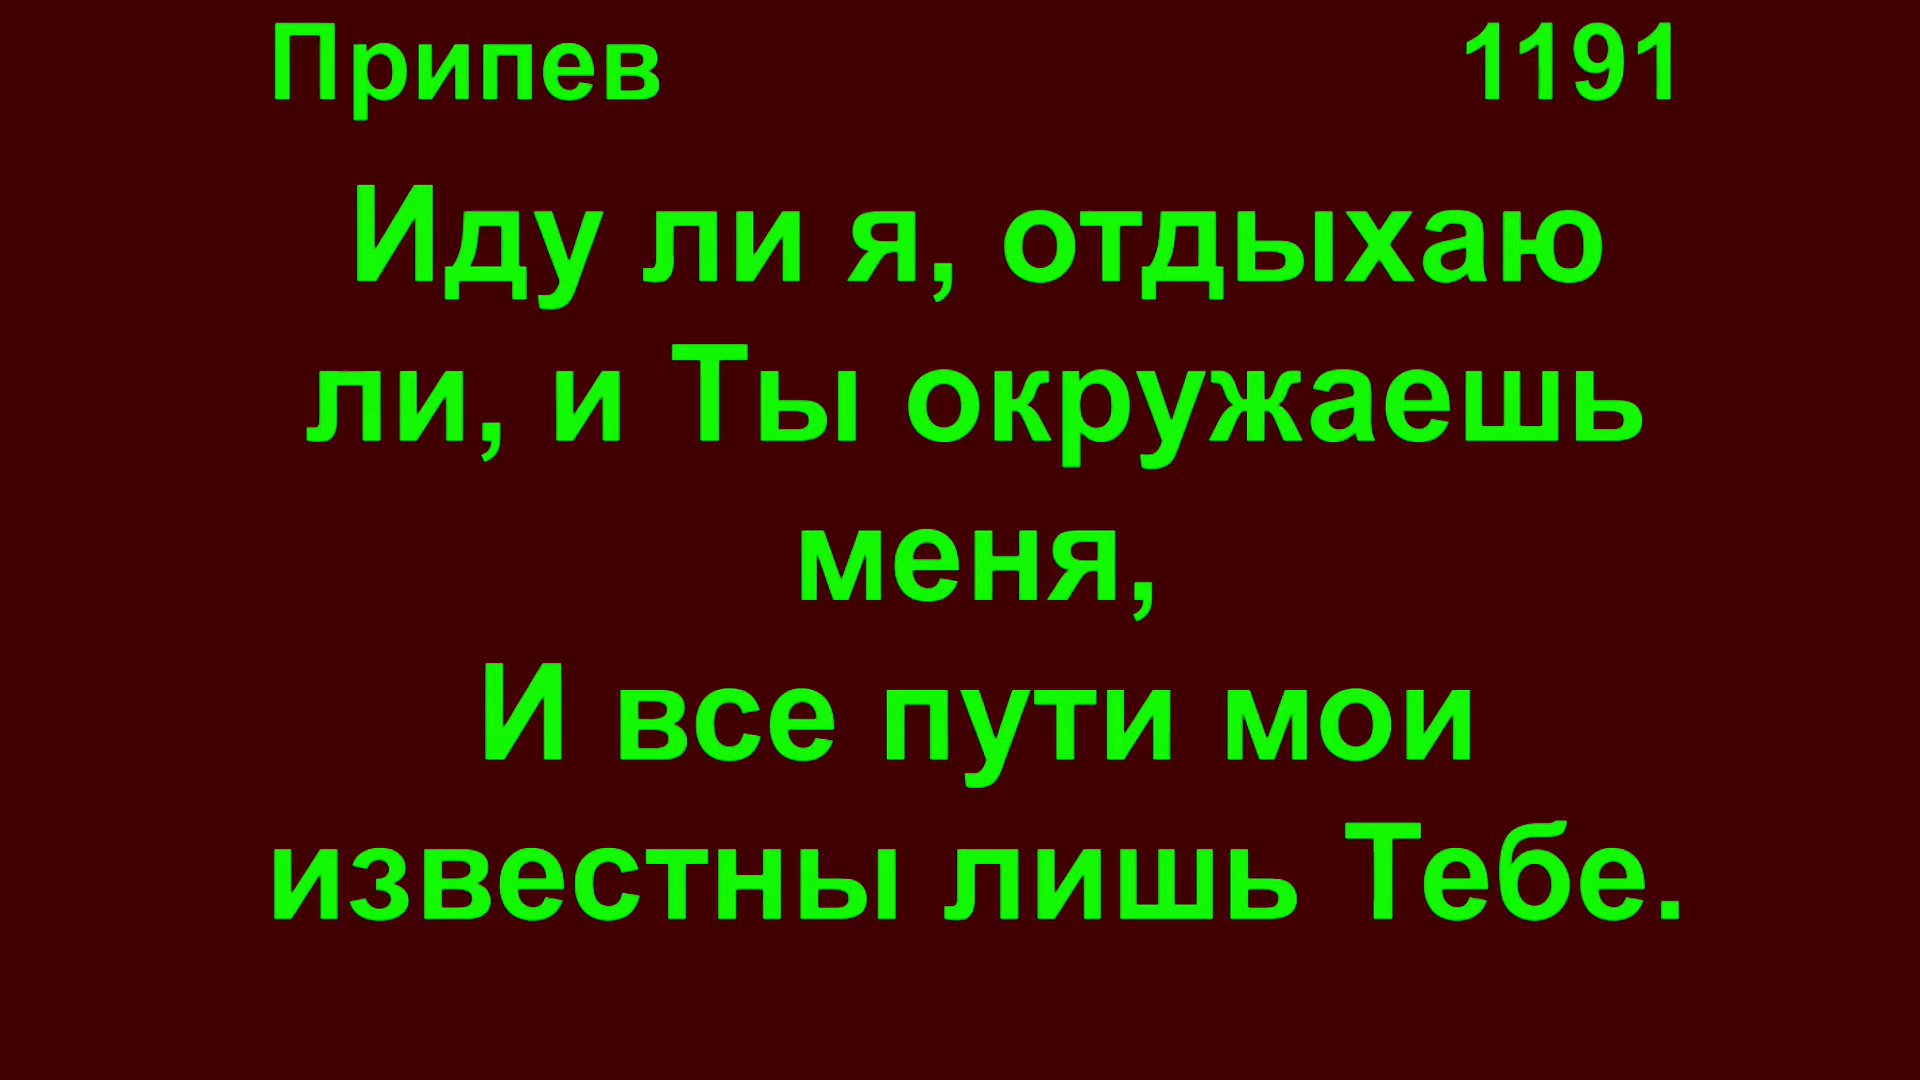 Припев 1191
Иду ли я, отдыхаю
ли, и Ты окружаешь
меня,
И все пути мои
известны лишь Тебе.